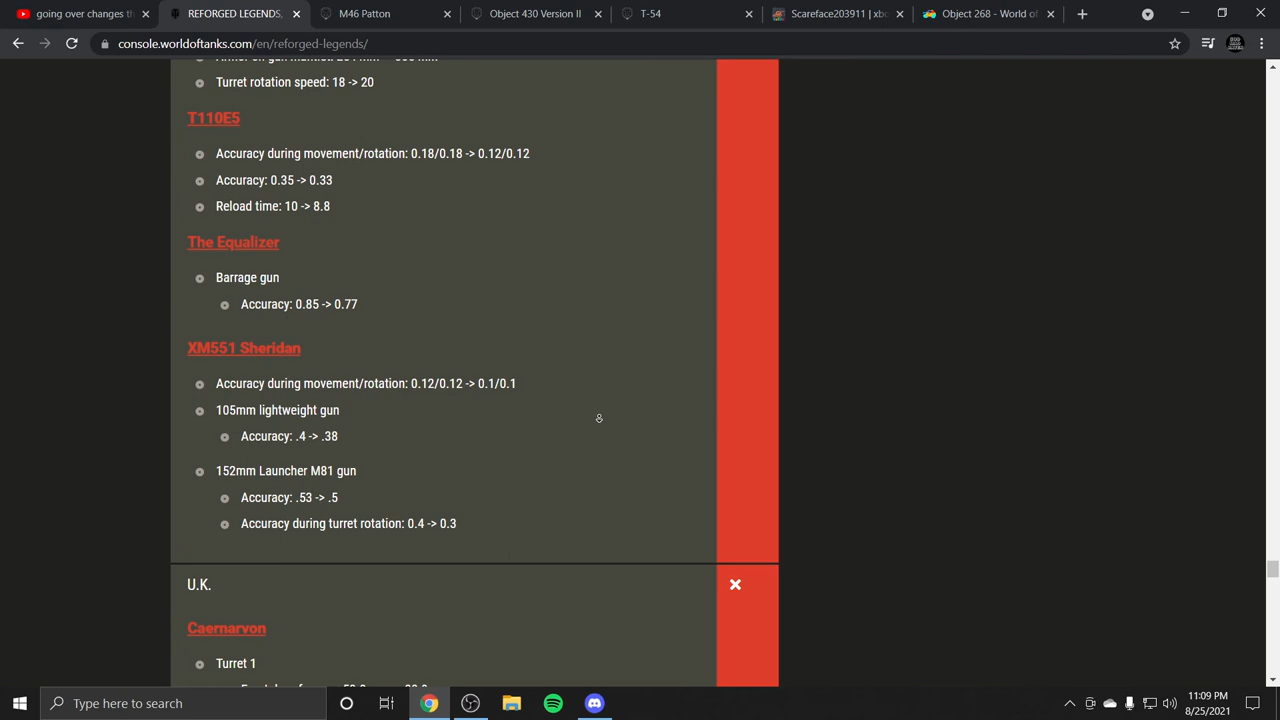 going over changes th
REFORGED LEGENDS,
M46 Patton
Object 430 Version II
T-54
Scareface203911 | xbo
Object 268 - World of
console.worldoftanks.com/en/reforged-legends/
Turret rotation speed: 18 -> 20
T110E5
Accuracy during movement/rotation: 0.18/0.18 -> 0.12/0.12
Accuracy: 0.35 -> 0.33
Reload time: 10 -> 8.8
The Equalizer
Barrage gun
Accuracy: 0.85 -> 0.77
XM551 Sheridan
Accuracy during movement/rotation: 0.12/0.12 -> 0.1/0.1
105mm lightweight gun
Accuracy: .4 -> .38
152mm Launcher M81 gun
Accuracy: .53 -> .5
Accuracy during turret rotation: 0.4 -> 0.3
U.K.
Caernarvon
Turret 1
Type here to search
11:09 PM
8/25/2021